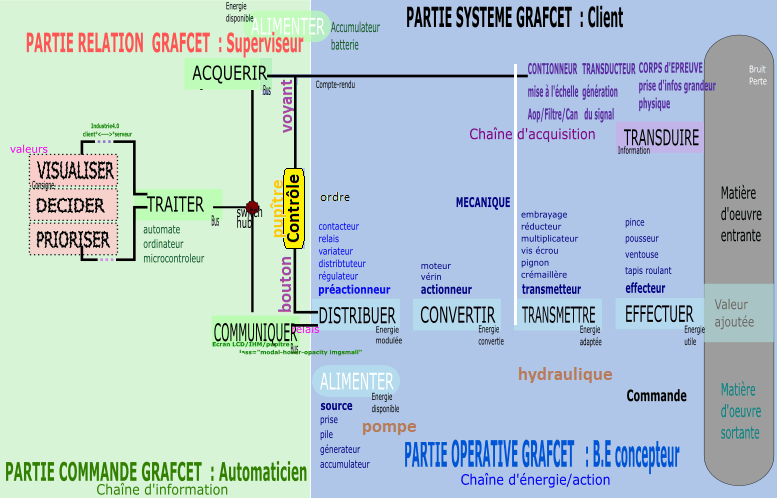 Energie
disponible
ALIMENTER
Accumulateur
batterie
PARTIE SYSTEME GRAFCET : Client
PARTIE RELATION GRAFCET : Superviseur
ACQUERIR
Bus
Compte-rendu
voyant
CONTIONNEUR
mise à l'échelle
Aop/Filtre/Can
TRANSDUCTEUR
génération
du signal
CORPS d'EPREUVE
prise d'infos grandeur
physique
Bruit
Perte
Chaîne d'acquisition
TRANSDUIRE
Information
Industrie4.0
client"<---->"serveur
valeurs
VISUALISER
Consigne
DECIDER
PRIORISER
TRAITER
Bus
switch
hub
automate
ordinateur
microcontroleur
pupitre
Contrôle
ordre
contacteur
relais
variateur
distribtuteur
régulateur
préactionneur
MECANIQUE
moteur
vérin
actionneur
embrayage
réducteur
multiplicateur
vis écrou
pignon
crémaillère
transmetteur
pince
pousseur
ventouse
tapis roulant
effecteur
Matière
d'oeuvre
entrante
bouton
DISTRIBUER
Energie
modulée
CONVERTIR
Energie
convertie
TRANSMETTRE
Energie
adaptée
EFFECTUER
Energie
utile
Valeur
ajoutée
COMMUNIQUER
relais
Bus
Ecran LCD/IHM/pupitre
"modal-hover-opacity imgsmall"
ALIMENTER
Energie
disponible
source
prise
pile
génerateur
accumulateur
pompe
hydraulique
Commande
Matière
d'oeuvre
sortante
PARTIE COMMANDE GRAFCET : Automaticien
Chaîne d'information
PARTIE OPERATIVE GRAFCET : B.E concepteur
Chaîne d'énergie/action